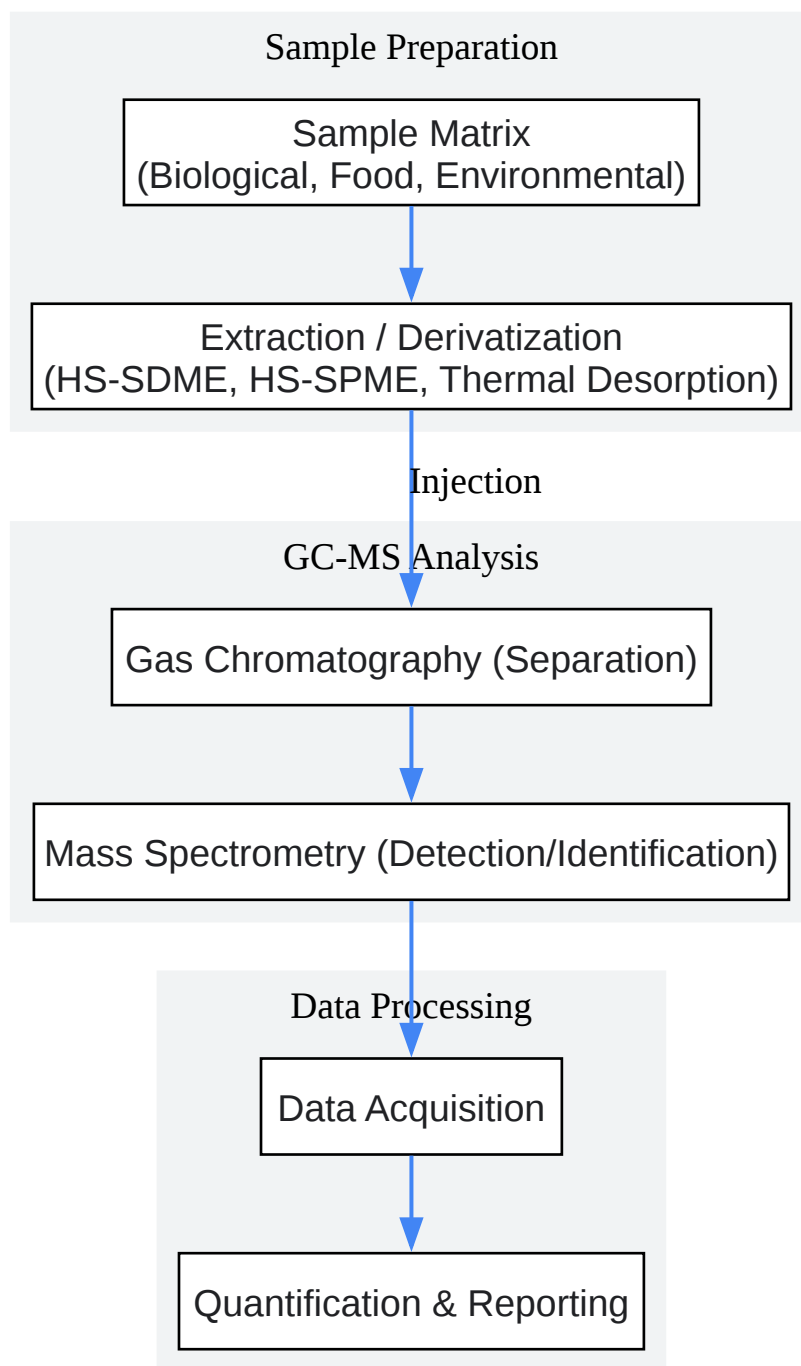 Sample Preparation
Sample Matrix
(Biological, Food, Environmental)
Extraction / Derivatization
(HS-SDME, HS-SPME, Thermal Desorption)
Injection
GC-MS Analysis
Gas Chromatography (Separation)
Mass Spectrometry (Detection/Identification)
Data Processing
Data Acquisition
Quantification & Reporting